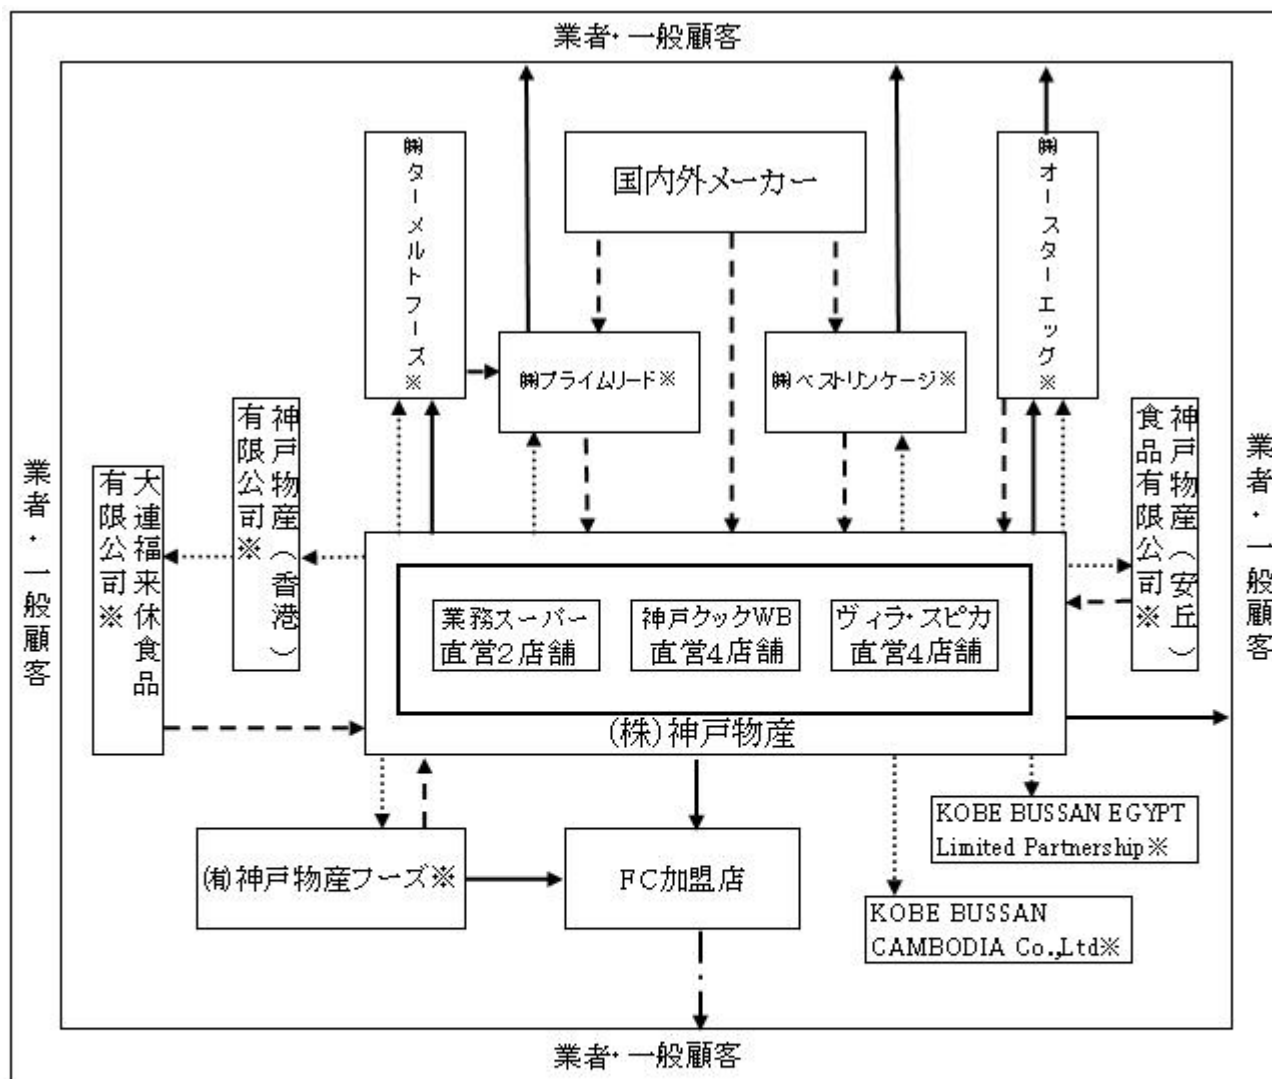 業者・一般顧客
㈱ターメルトフーズ※
国内外メーカー
㈱オースターエッグ※
㈱プライムリード※
㈱ベストリンケージ※
業者・一般顧客
大連福来休食品
有限公司※
神戸物産(香港)
有限公司※
神戸物産(安丘)
食品有限公司※
業者・一般顧客
業務スーパー
直営2店舗
神戸クックWB
直営4店舗
ヴィラ・スピカ
直営4店舗
(株)神戸物産
㈲神戸物産フーズ※
FC加盟店
KOBE BUSSAN EGYPT
Limited Partnership※
KOBE BUSSAN
CAMBODIA Co.,Ltd※
業者・一般顧客